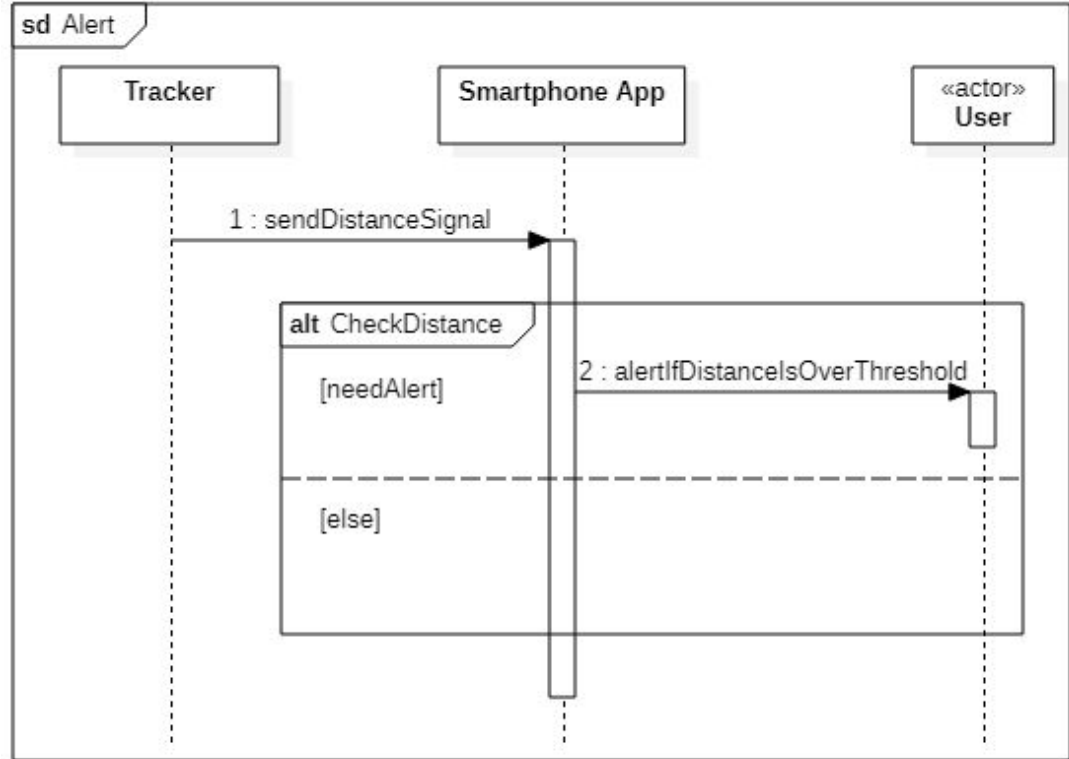 sd Alert
Tracker
Smartphone App
«actor»
User
1 : sendDistanceSignal
alt CheckDistance
2 : alertIfDistanceIsOverThreshold
[needAlert]
[else]